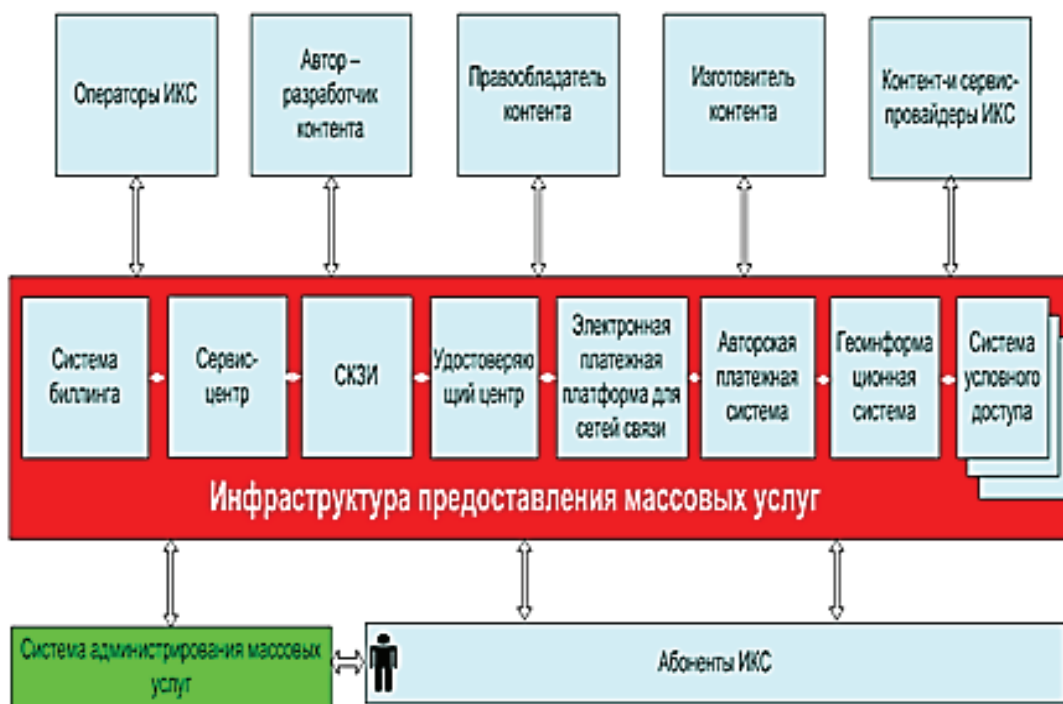 Операторы ИКС
Автор –
разработчик
контента
Правообладатель
контента
Изготовитель
контента
Контент-и сервис-
провайдеры ИКС
Система
биллинга
Сервис-
центр
СКЗИ
Удостоверяю
щий центр
Электронная
платежная
платформа для
сетей связи
Авторская
платежная
система
Геоинформа
ционная
система
Система
условного
доступа
Инфраструктура предоставления массовых услуг
Система администрирования массовых
услуг
Абоненты ИКС